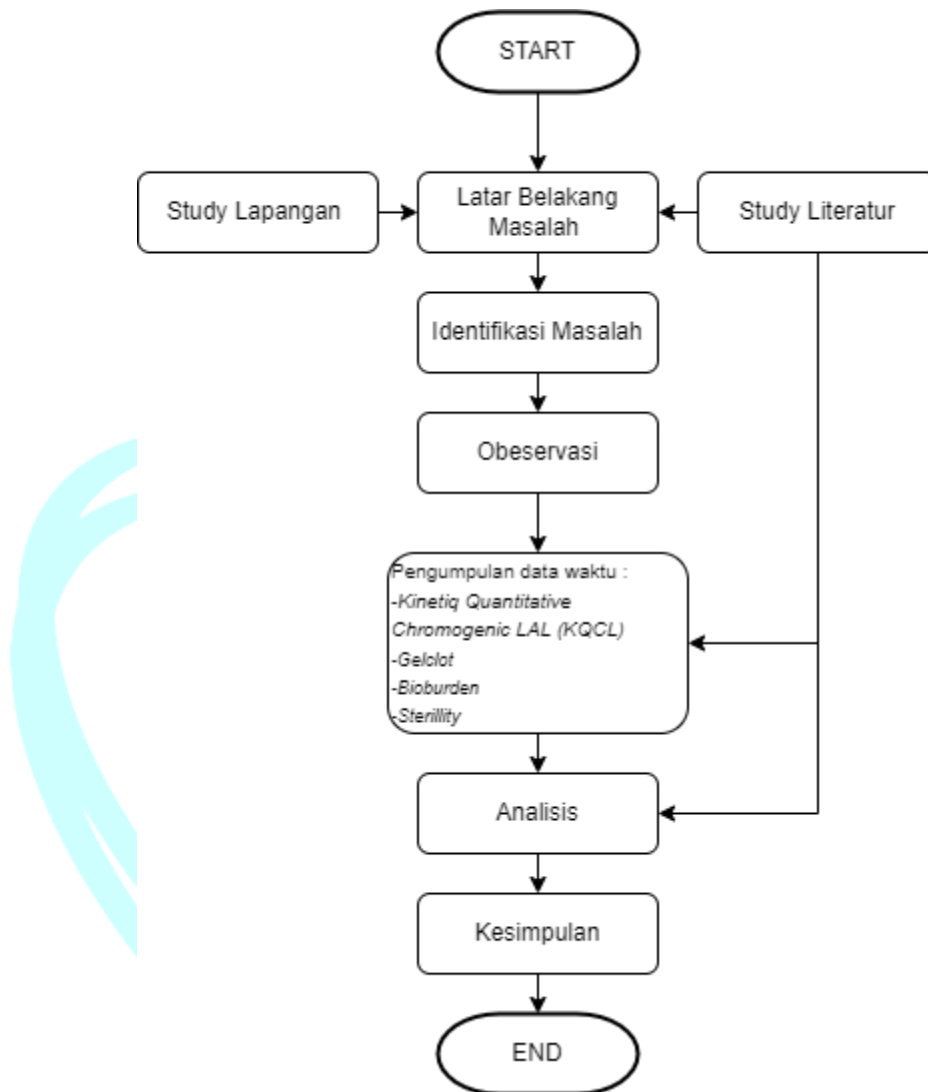 START
Study Lapangan
Latar Belakang
Masalah
Study Literatur
Identifikasi Masalah
Obeservasi
Pengumpulan data waktu :
-Kinetiq Quantitative
Chromogenic LAL (KQCL)
-Gelclot
-Bioburden
-Sterillity
Analisis
Kesimpulan
END